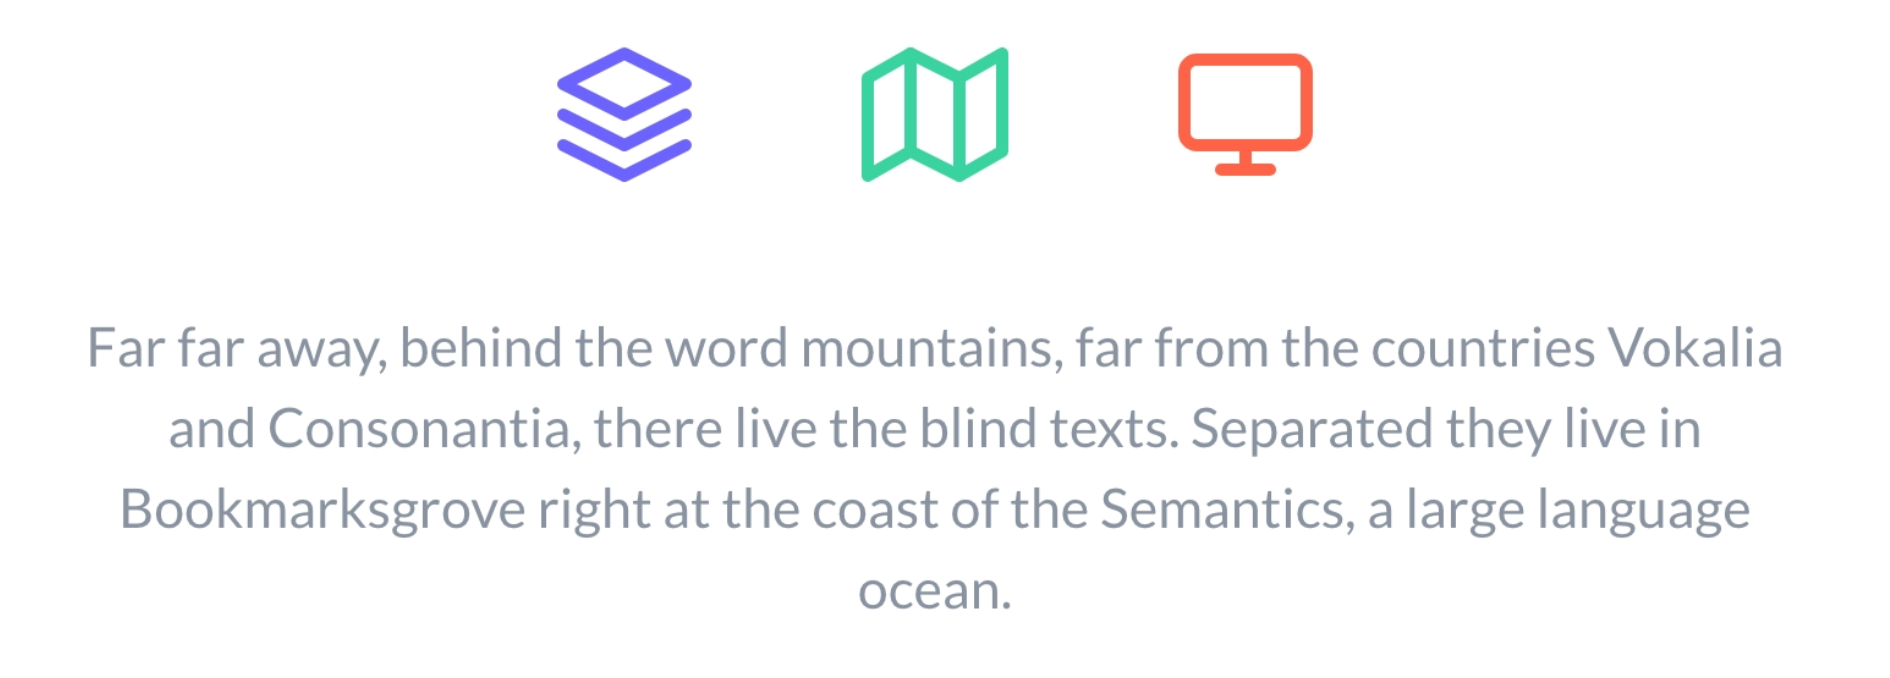 Far far away, behind the word mountains, far from the countries Vokalia
and Consonantia, there live the blind texts. Separated they live in
Bookmarksgrove right at the coast of the Semantics, a large language
ocean.